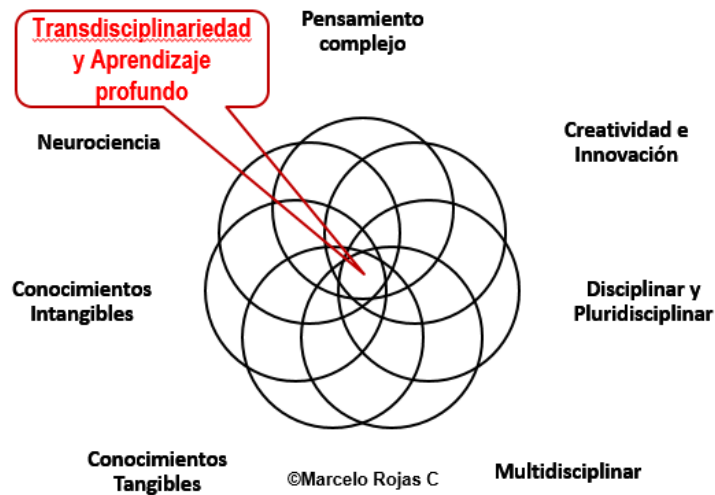 Transdisciplinariedad
y Aprendizaje
profundo
Pensamiento
complejo
Neurociencia
Creatividad e
Innovación
Conocimientos
Intangibles
Disciplinar y
Pluridisciplinar
Conocimientos
Tangibles
©Marcelo Rojas C
Multidisciplinar